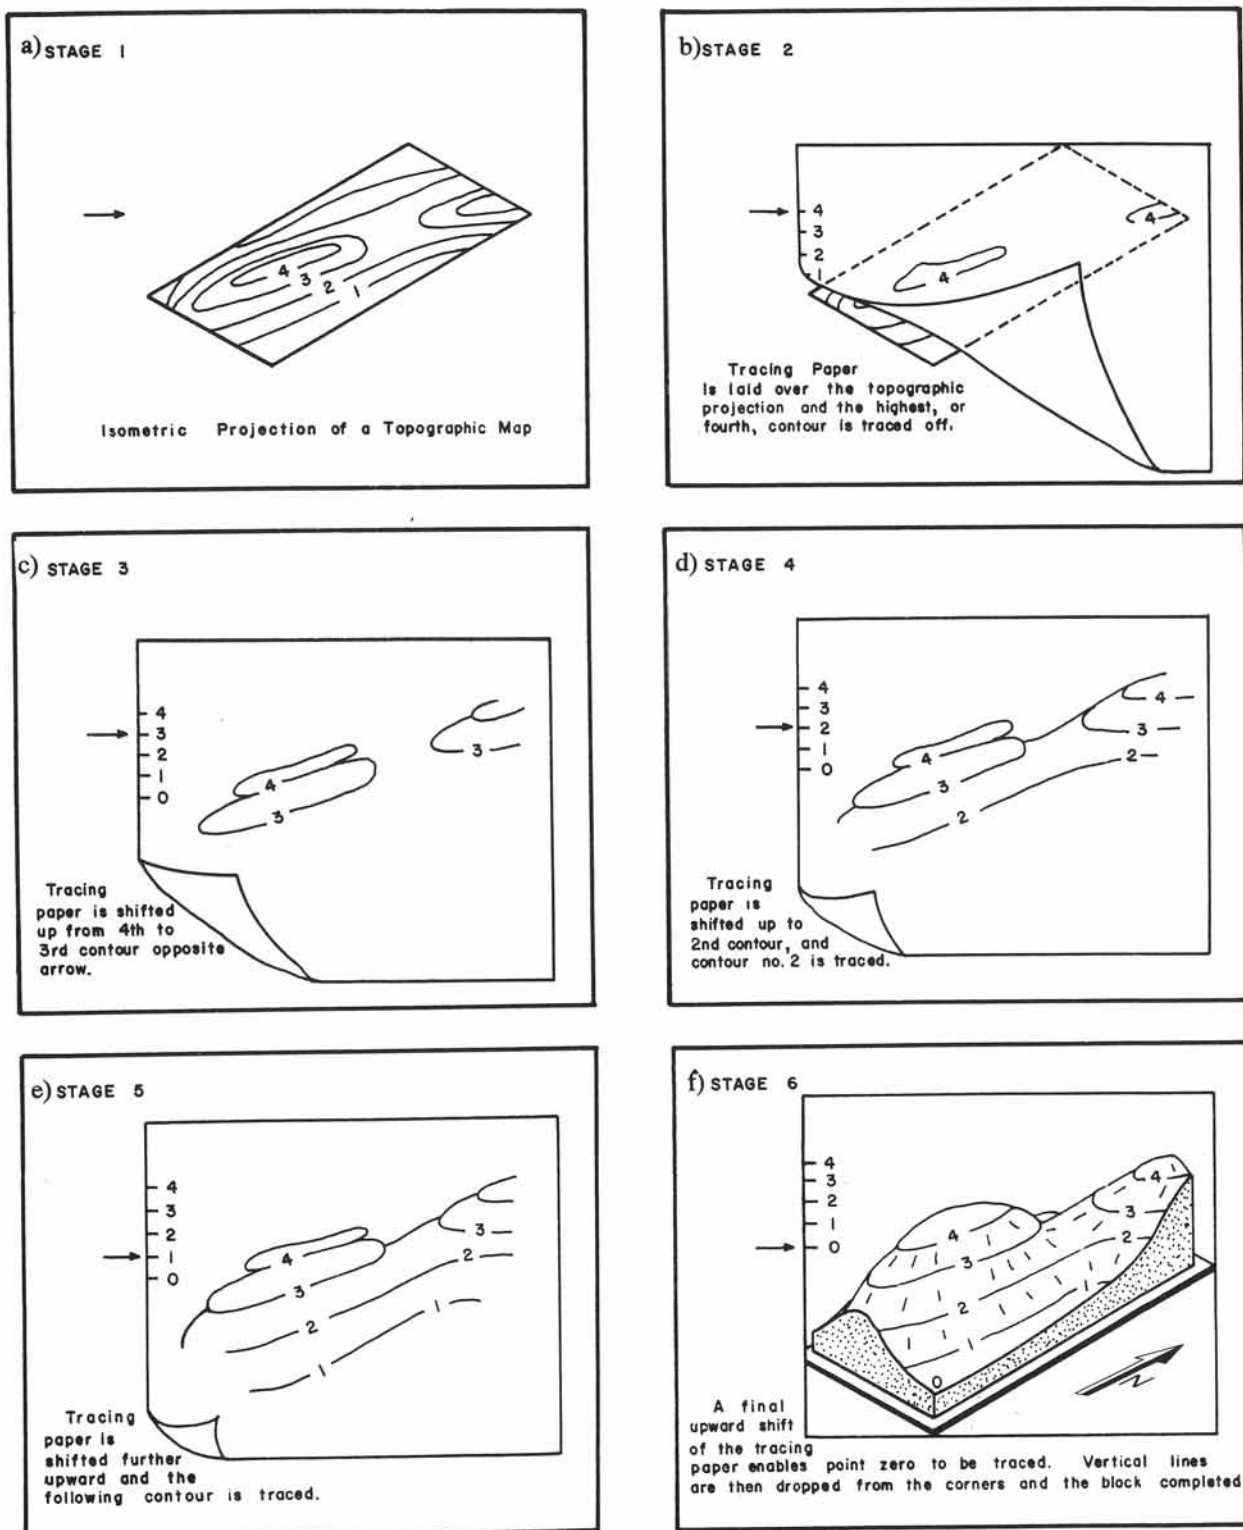 a) STAGE 1
4
3
2
1
Isometric Projection of a Topographic Map
b) STAGE 2
4
3
2
1
4
4
Tracing Paper
is laid over the topographic
projection and the highest, or
fourth, contour is traced off.
c) STAGE 3
4
3
2
1
0
4
3
3
Tracing
paper is shifted
up from 4th to
3rd contour opposite
arrow.
d) STAGE 4
4
3
2
1
0
4
3
2
4
3
2
Tracing
paper is
shifted up to
2nd contour, and
contour no. 2 is traced.
e) STAGE 5
4
3
2
1
0
4
3
2
1
3
2
1
Tracing
paper is
shifted further
upward and the
following contour is traced.
f) STAGE 6
4
3
2
1
0
4
3
2
1
4
3
2
1
0
N
A final
upward shift
of the tracing
paper enables point zero to be traced. Vertical lines
are then dropped from the corners and the block completed